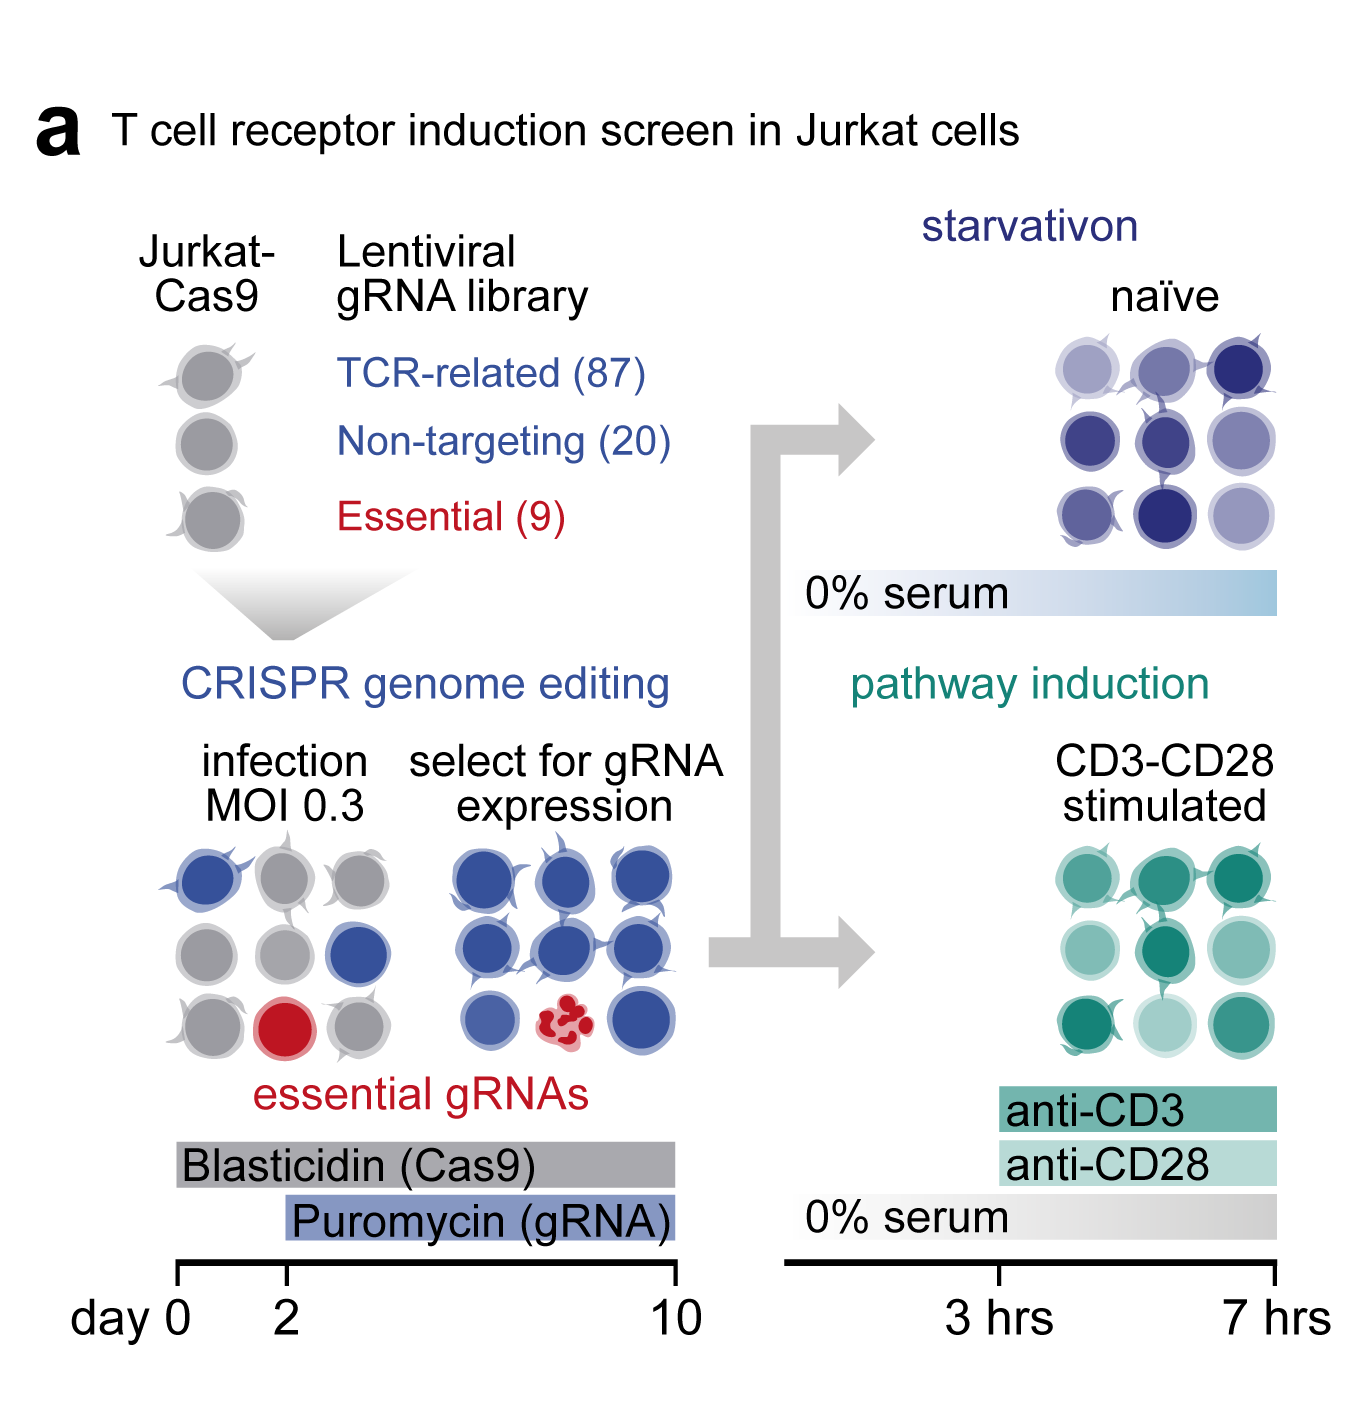 a T cell receptor induction screen in Jurkat cells
Jurkat-
Cas9
Lentiviral
gRNA library
TCR-related (87)
Non-targeting (20)
Essential (9)
CRISPR genome editing
infection
MOI 0.3
select for gRNA
expression
essential gRNAs
Blasticidin (Cas9)
Puromycin (gRNA)
day 0
2
10
starvativon
naïve
0% serum
pathway induction
CD3-CD28
stimulated
anti-CD3
anti-CD28
0% serum
3 hrs
7 hrs